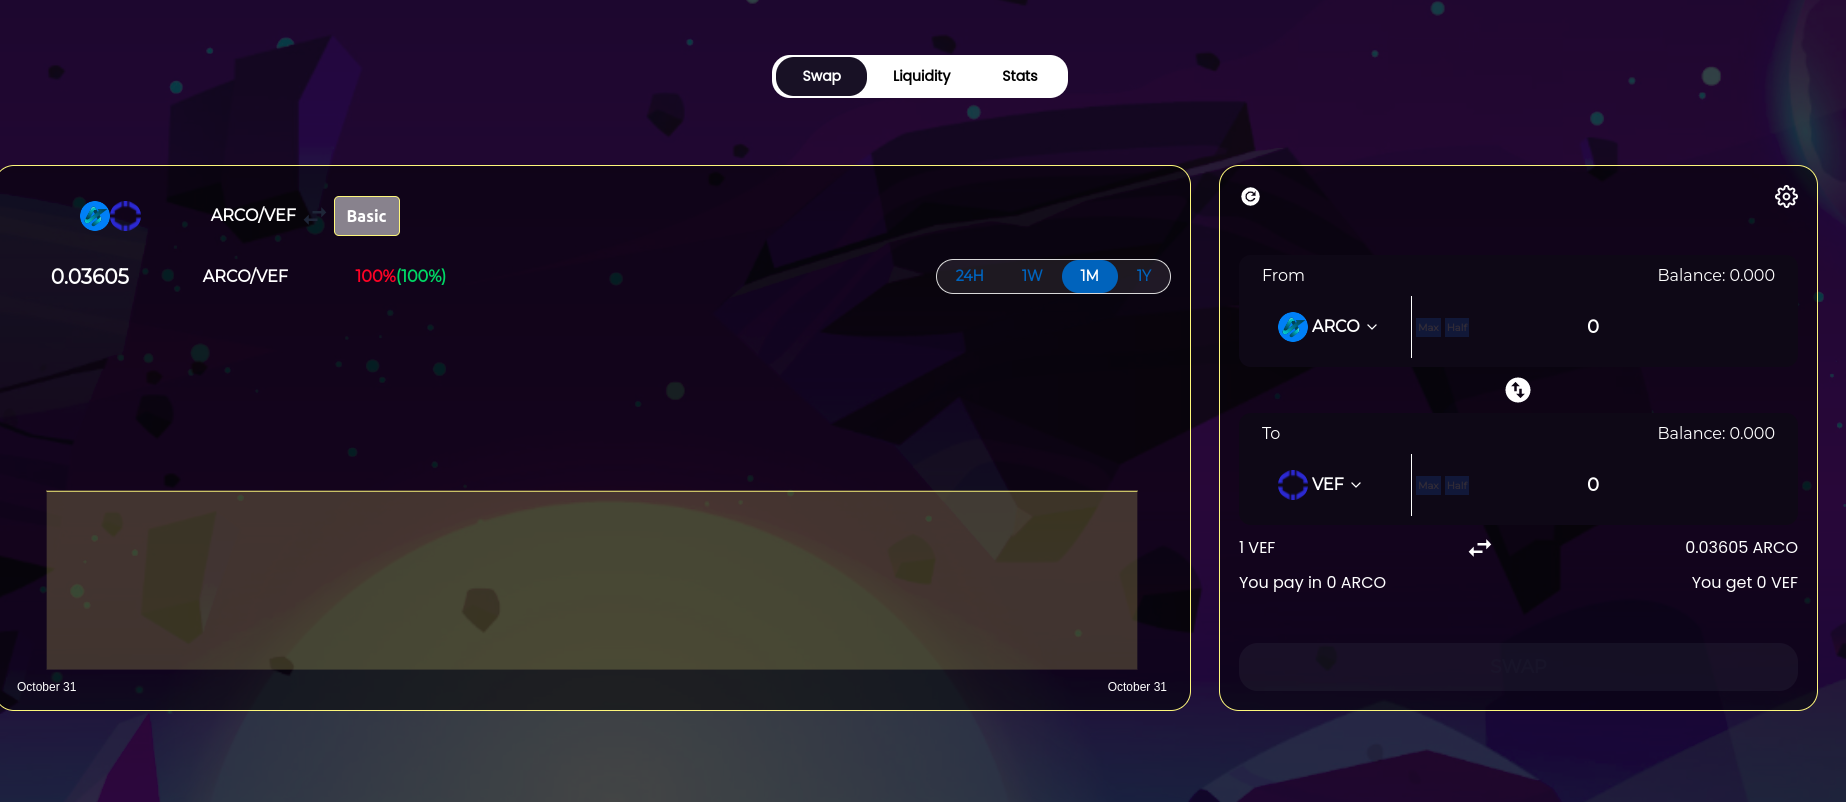 Swap Liquidity Stats
ARCO/VEF Basic
0.03605 ARCO/VEF 100%(100%)
24H 1W 1M 1Y
October 31 October 31
From Balance: 0.000
ARCO Max Half 0
To Balance: 0.000
VEF Max Half 0
1 VEF 0.03605 ARCO
You pay in 0 ARCO You get 0 VEF
SWAP